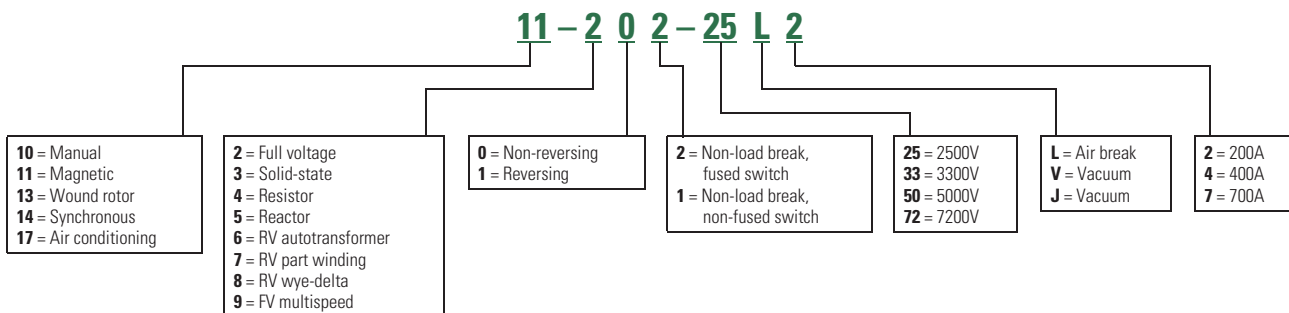 11 – 2 0 2 – 25 L 2
10 = Manual
11 = Magnetic
13 = Wound rotor
14 = Synchronous
17 = Air conditioning
2 = Full voltage
3 = Solid-state
4 = Resistor
5 = Reactor
6 = RV autotransformer
7 = RV part winding
8 = RV wye-delta
9 = FV multispeed
0 = Non-reversing
1 = Reversing
2 = Non-load break,
fused switch
1 = Non-load break,
non-fused switch
25 = 2500V
33 = 3300V
50 = 5000V
72 = 7200V
L = Air break
V = Vacuum
J = Vacuum
2 = 200A
4 = 400A
7 = 700A